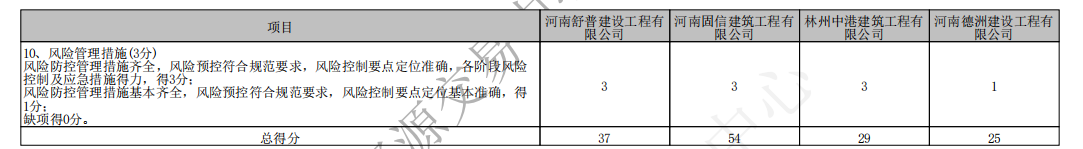 项目
河南舒普建设工程有
限公司
河南固信建筑工程有
限公司
林州中港建筑工程有
限公司
河南德洲建设工程有
限公司
10、风险管理措施(3分)
风险防控管理措施齐全，风险预控符合规范要求，风险控制要点定位准确，各阶段风险
控制及应急措施得力，得3分；
风险防控管理措施基本齐全，风险预控符合规范要求，风险控制要点定位基本准确，得
1分；
缺项得0分。
3
3
3
1
总得分
37
54
29
25
源交易
中心